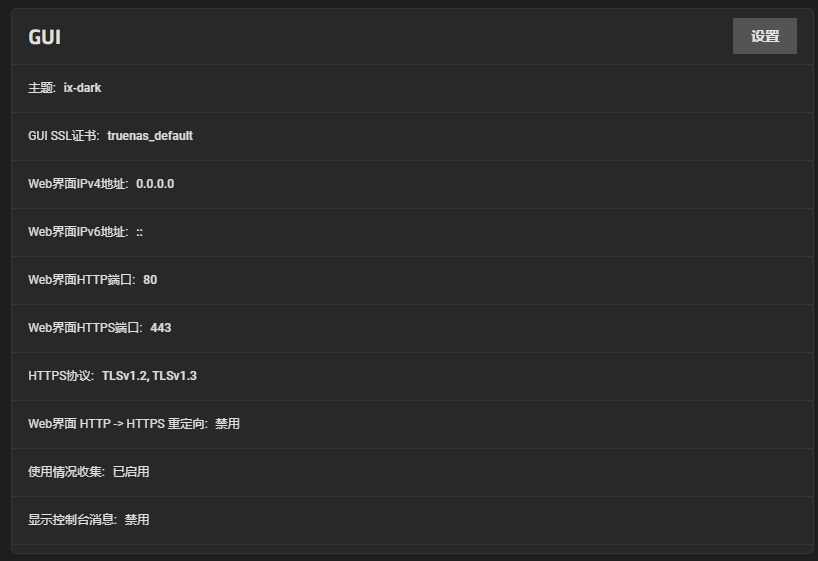 GUI
设置
主题: ix-dark
GUI SSL证书: truenas_default
Web界面IPv4地址: 0.0.0.0
Web界面IPv6地址: ::
Web界面HTTP端口: 80
Web界面HTTPS端口: 443
HTTPS协议: TLSv1.2, TLSv1.3
Web界面 HTTP -> HTTPS 重定向: 禁用
使用情况收集: 已启用
显示控制台消息: 禁用